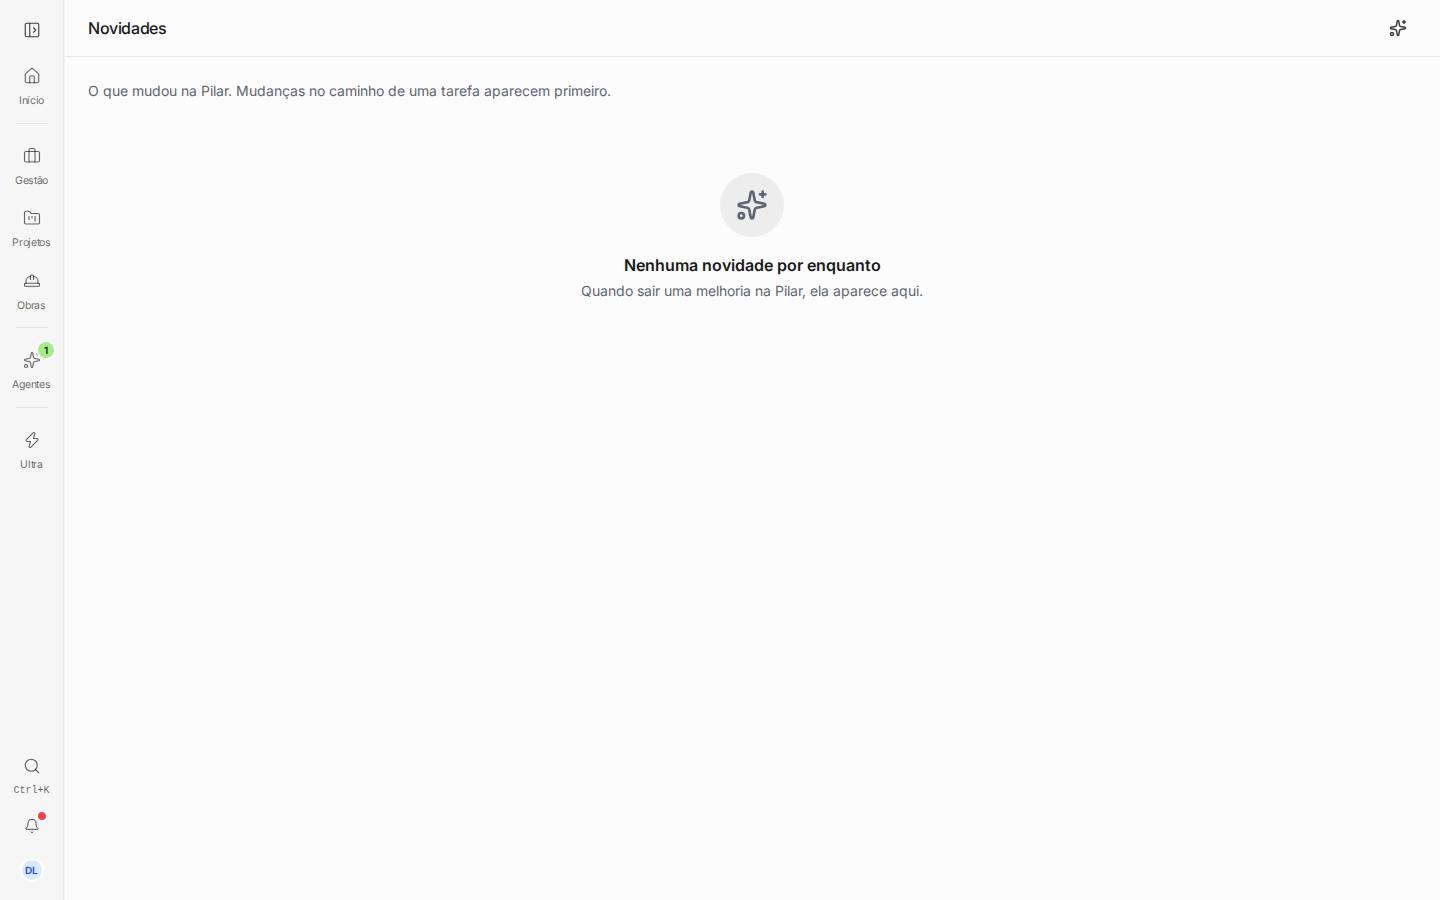 Novidades
Início
O que mudou na Pilar. Mudanças no caminho de uma tarefa aparecem primeiro.
Gestão
Projetos
Obras
Nenhuma novidade por enquanto
Quando sair uma melhoria na Pilar, ela aparece aqui.
1
Agentes
Ultra
Ctrl+K
DL